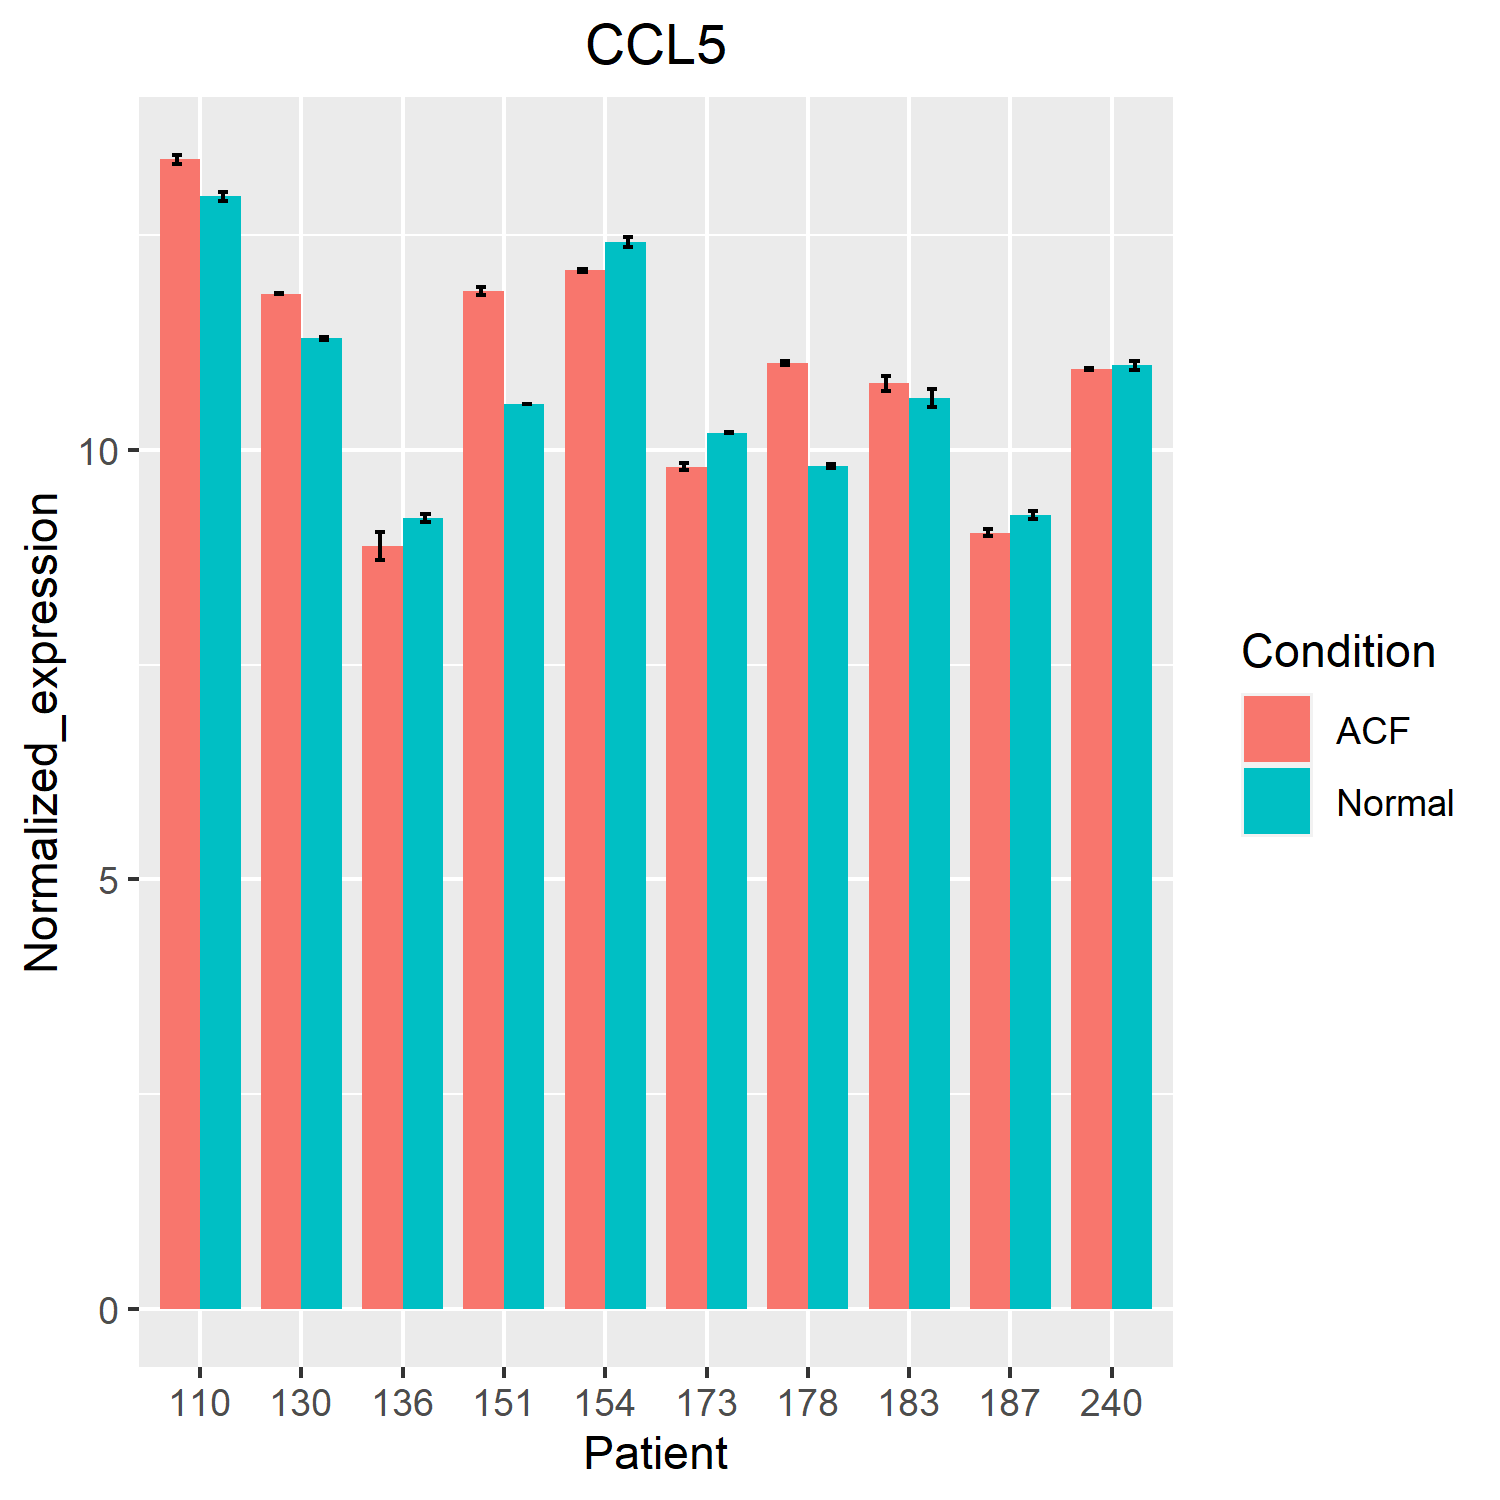 CCL5
Normalized_expression
10
5
0
110 130 136 151 154 173 178 183 187 240
Patient
Condition
ACF
Normal